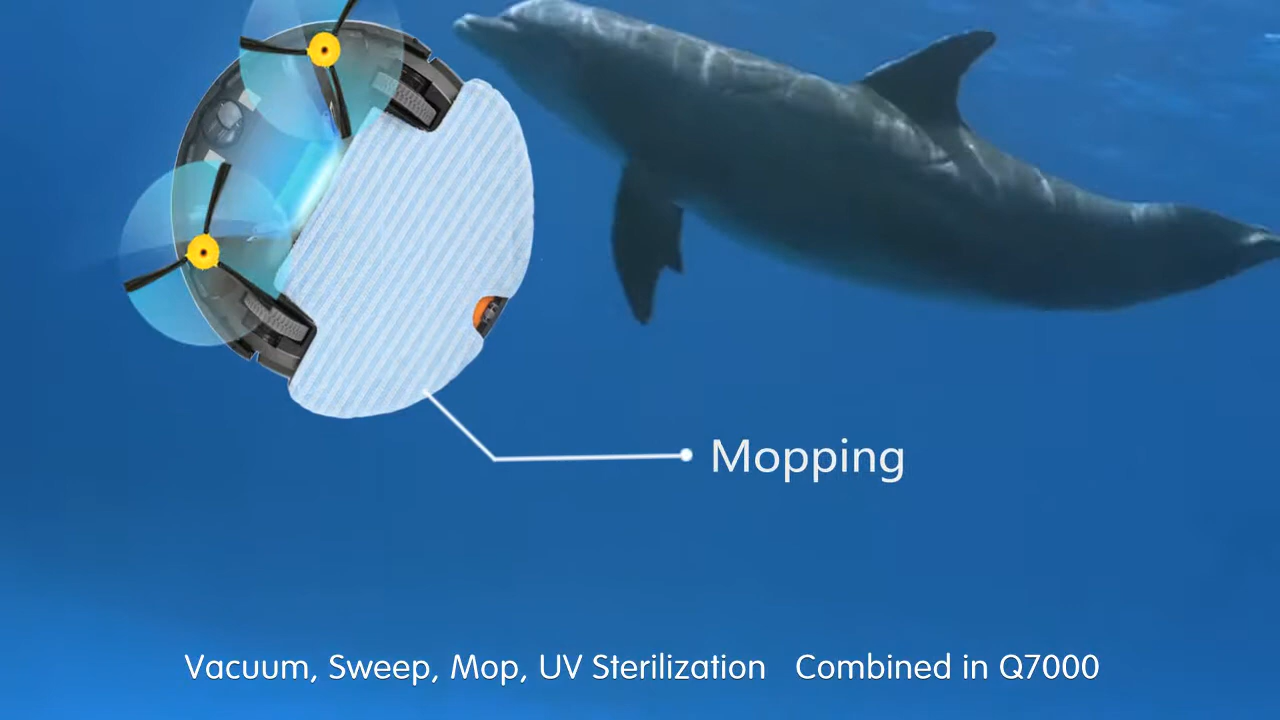 Mopping
Vacuum, Sweep, Mop, UV Sterilization Combined in Q7000